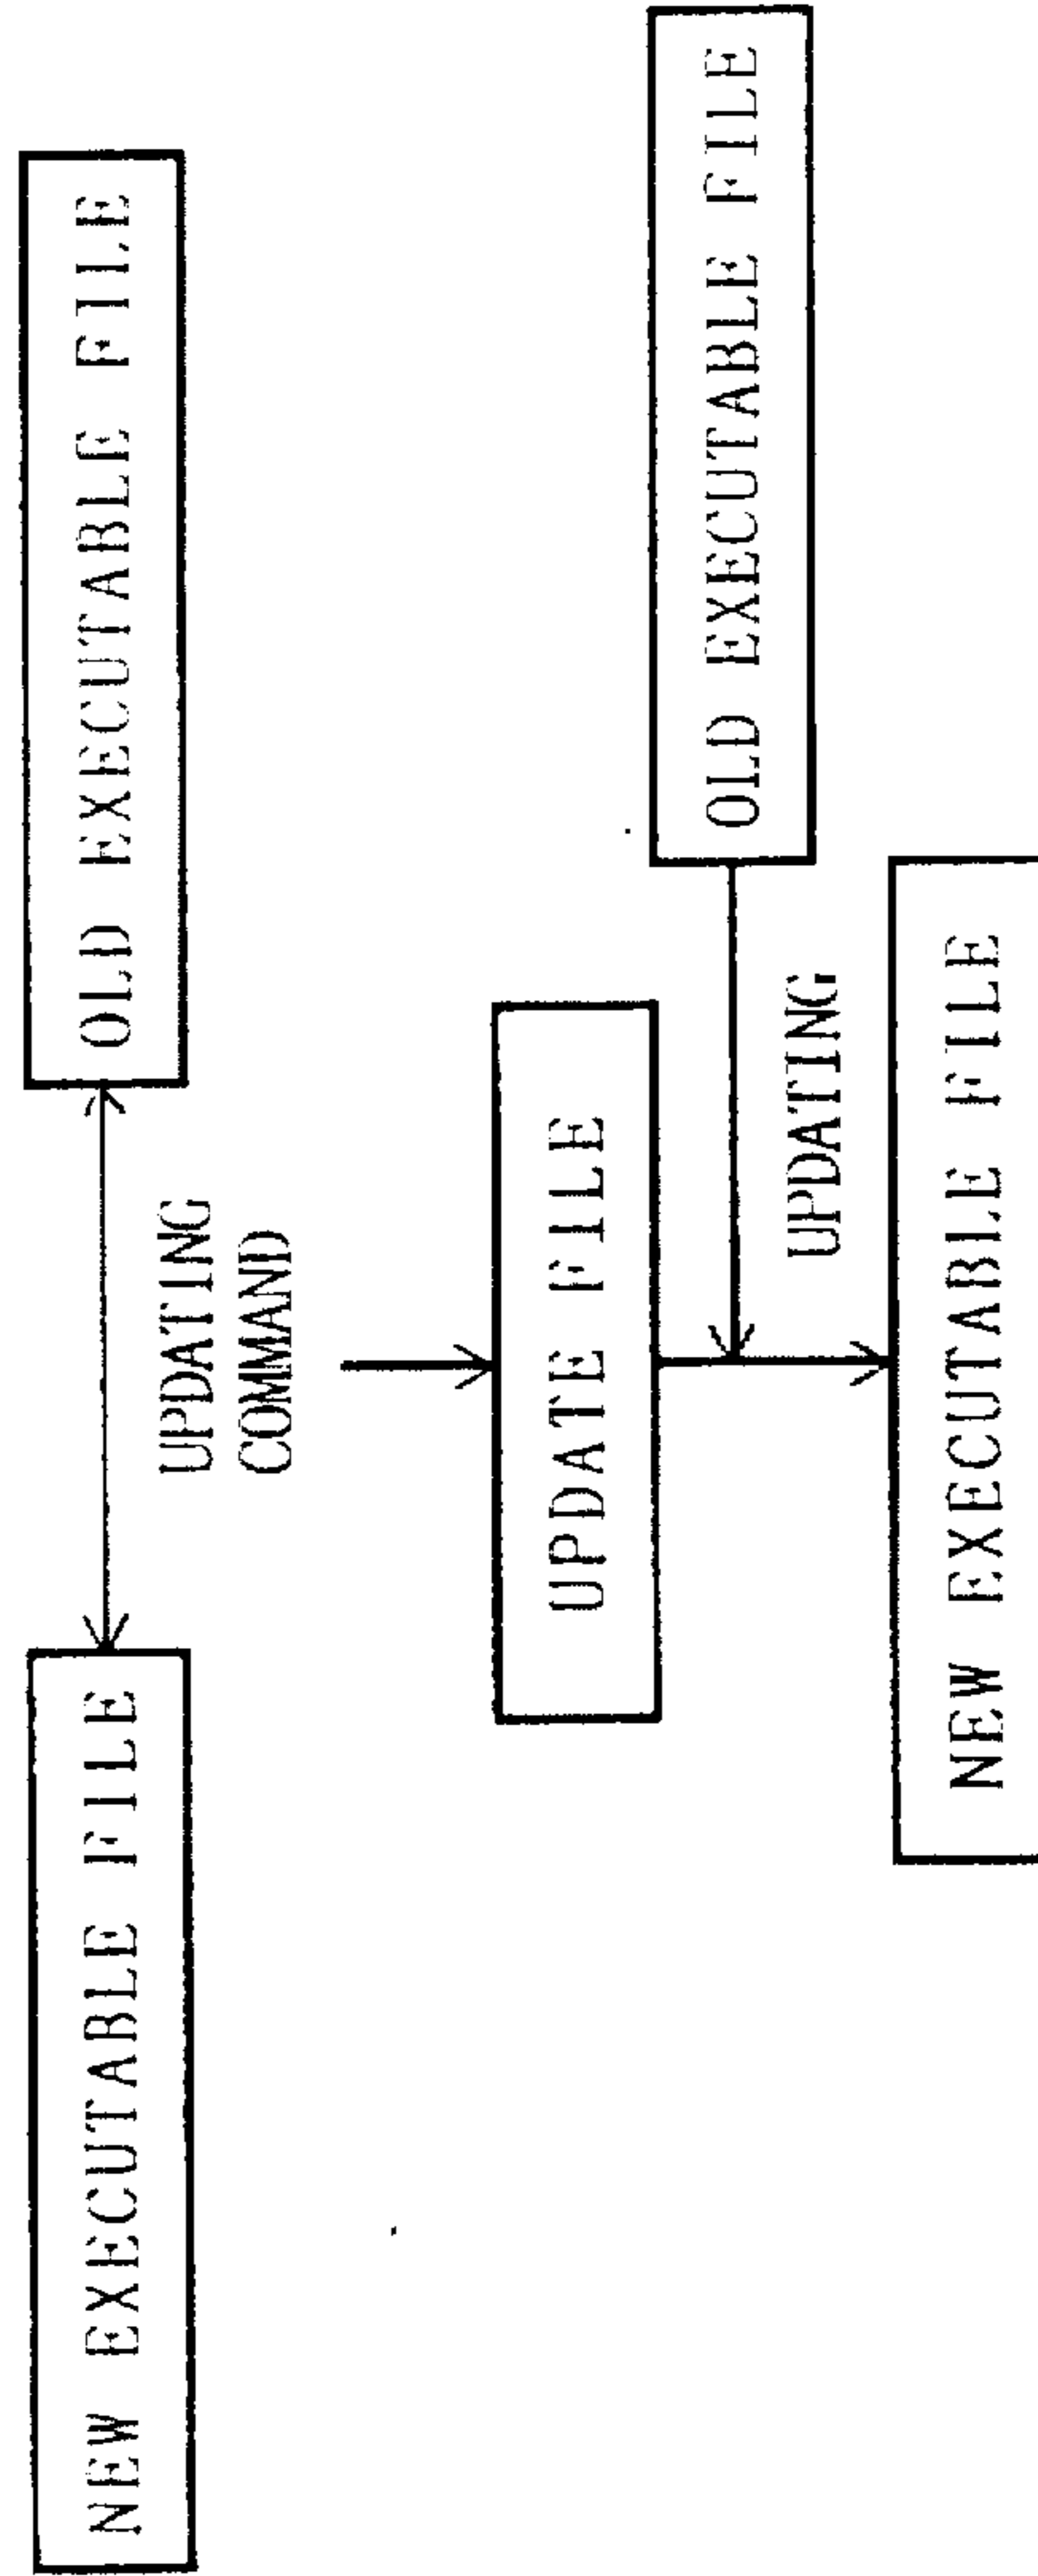 NEW EXECUTABLE FILE
OLD EXECUTABLE FILE
UPDATING
COMMAND
UPDATE FILE
OLD EXECUTABLE FILE
UPDATING
NEW EXECUTABLE FILE